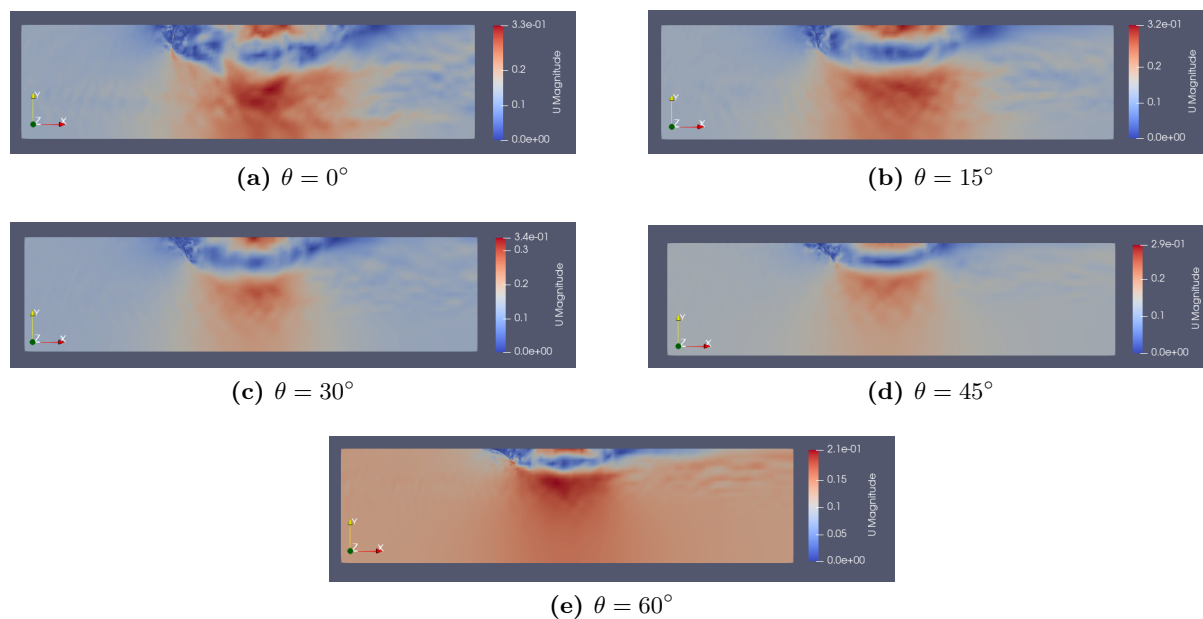 3.3e-01
0.2
0.1
0.0e+00
U Magnitude
Y
Z
X
(a) θ = 0°
3.2e-01
0.2
0.1
0.0e+00
U Magnitude
Y
Z
X
(b) θ = 15°
3.4e-01
0.3
0.2
0.1
0.0e+00
U Magnitude
Y
Z
X
(c) θ = 30°
2.9e-01
0.2
0.1
0.0e+00
U Magnitude
Y
Z
X
(d) θ = 45°
2.1e-01
0.15
0.1
0.05
0.0e+00
U Magnitude
Y
Z
X
(e) θ = 60°